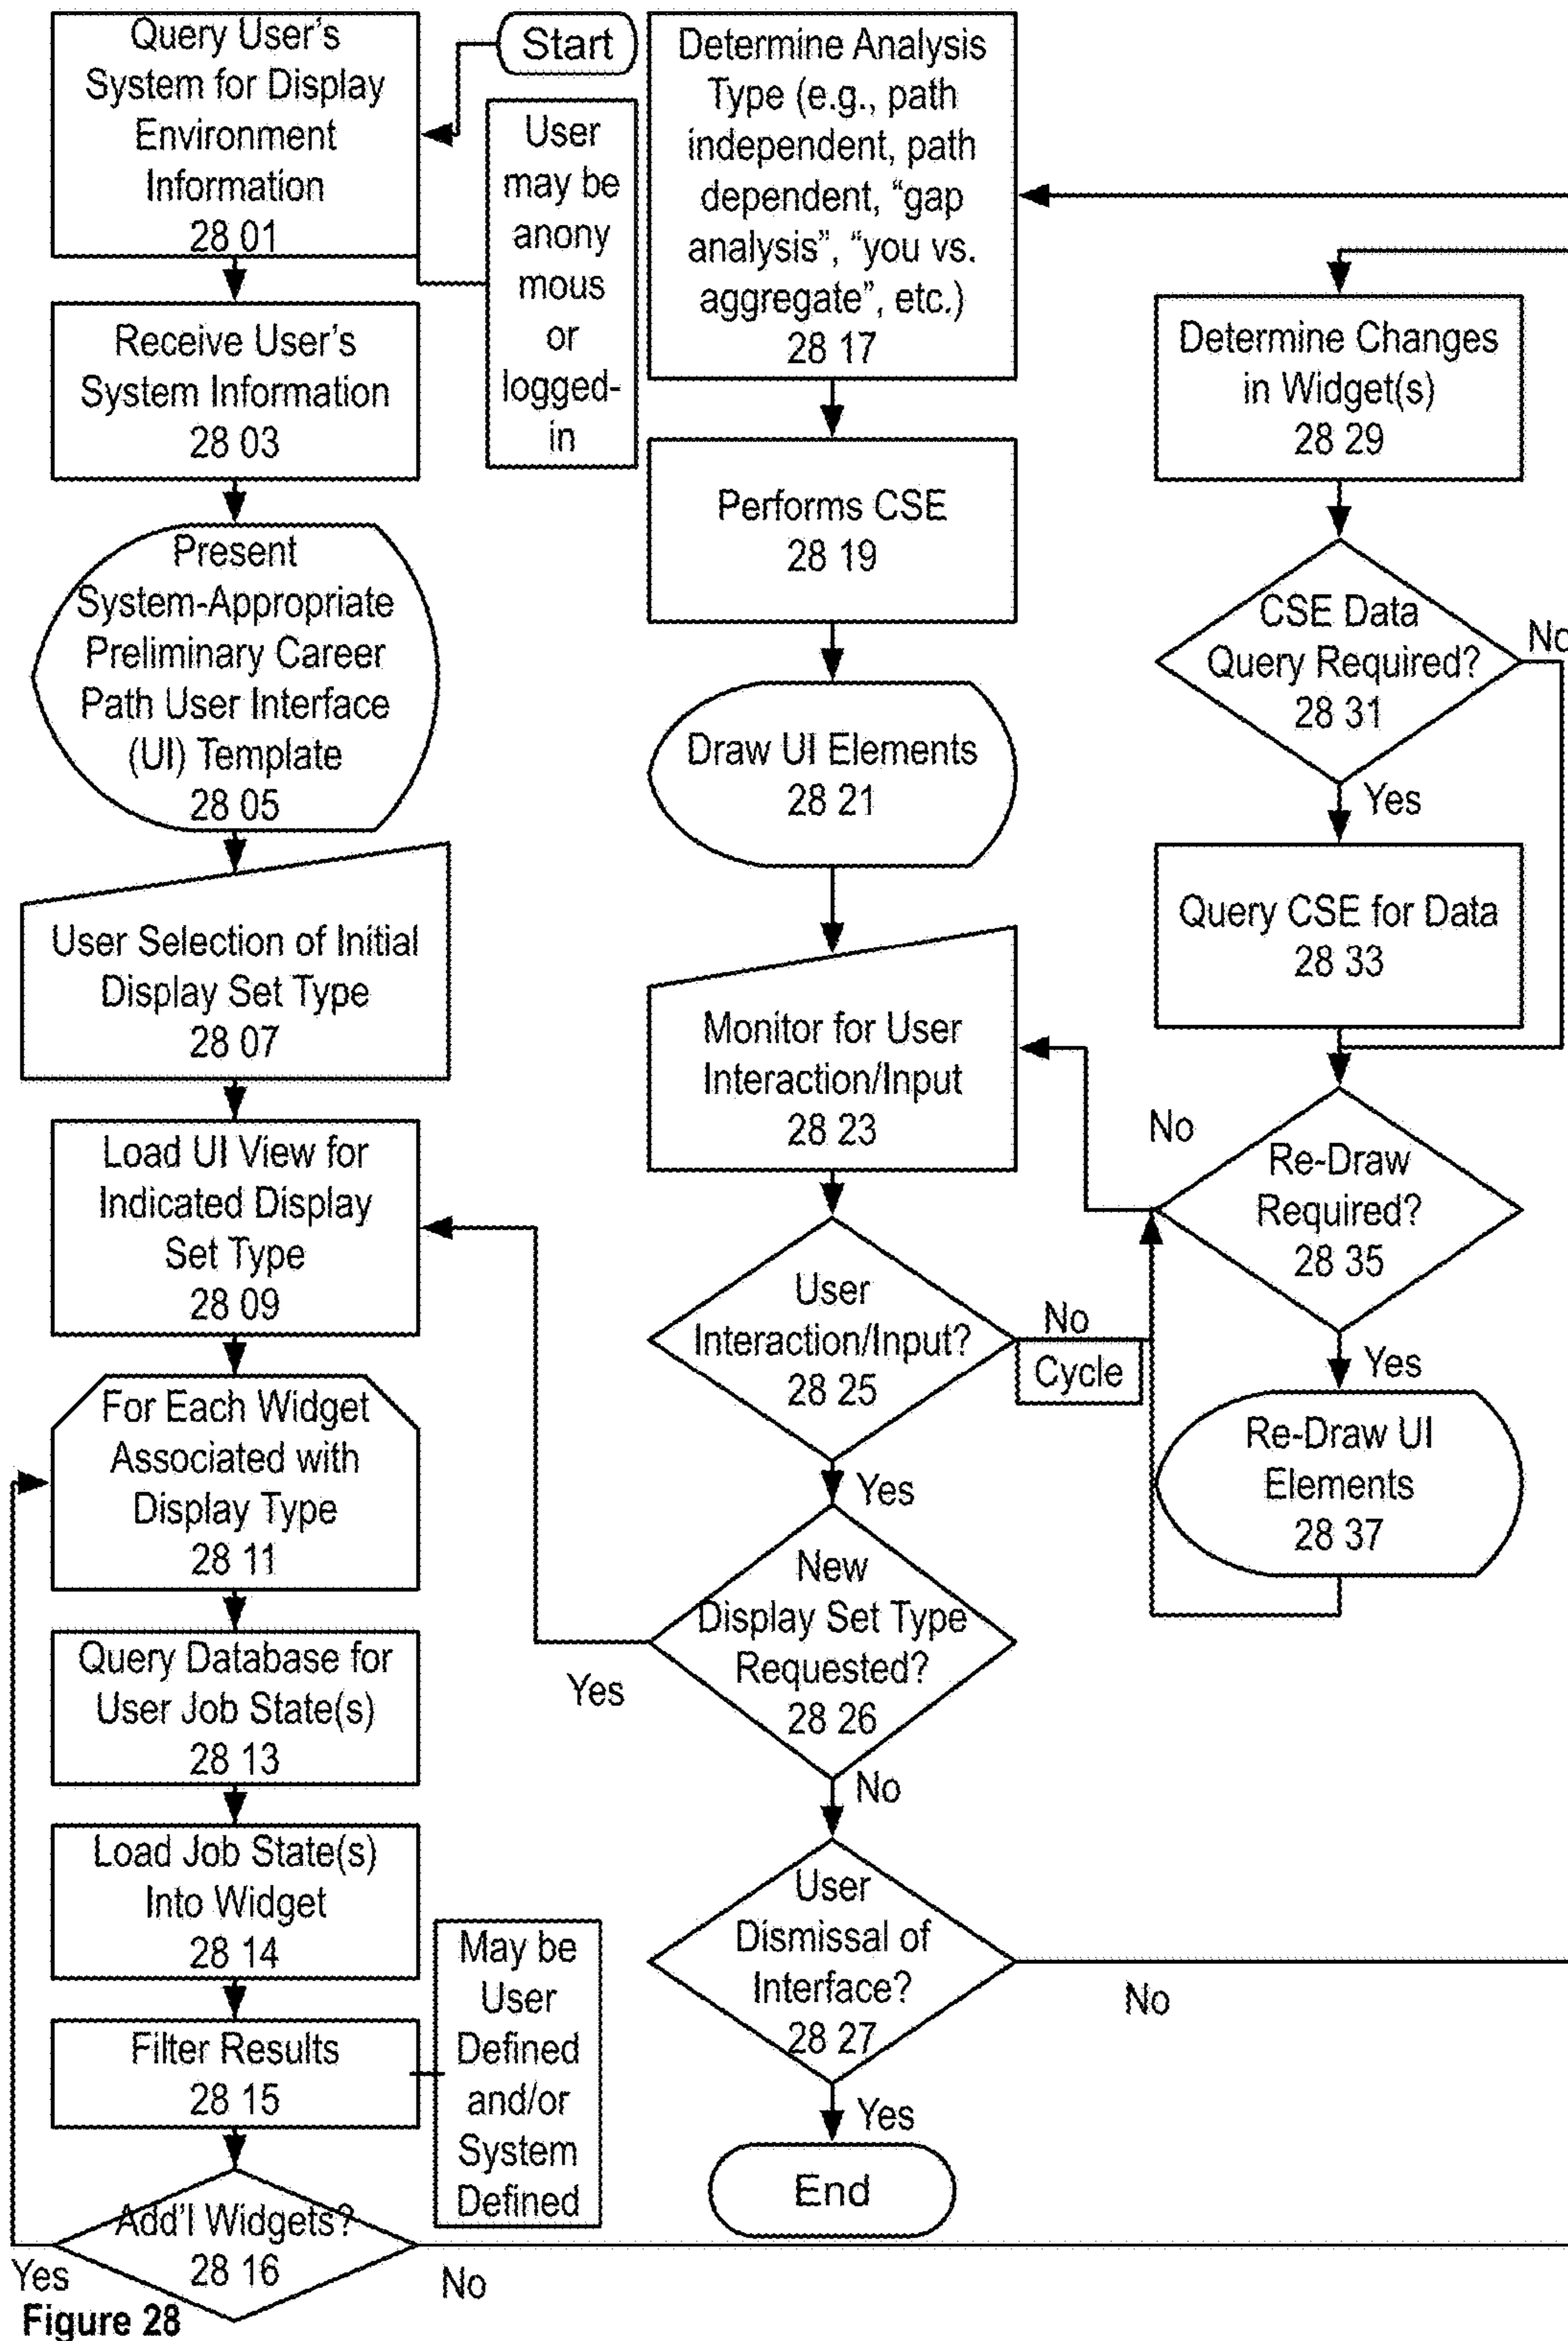 Query User's
System for Display
Environment
Information
28 01
Start
User
may be
anony
mous
or
logged-
in
Receive User's
System Information
28 03
Present
System-Appropriate
Preliminary Career
Path User Interface
(UI) Template
28 05
User Selection of Initial
Display Set Type
28 07
Load UI View for
Indicated Display
Set Type
28 09
For Each Widget
Associated with
Display Type
28 11
Query Database for
User Job State(s)
28 13
Load Job State(s)
Into Widget
28 14
Filter Results
28 15
May be
User
Defined
and/or
System
Defined
Add'l Widgets?
28 16
Yes
No
Determine Analysis
Type (e.g., path
independent, path
dependent, “gap
analysis”, “you vs.
aggregate”, etc.)
28 17
Performs CSE
28 19
Draw UI Elements
28 21
Monitor for User
Interaction/Input
28 23
User
Interaction/Input?
28 25
No
Cycle
Yes
New
Display Set Type
Requested?
28 26
Yes
No
User
Dismissal of
Interface?
28 27
No
Yes
End
Determine Changes
in Widget(s)
28 29
CSE Data
Query Required?
28 31
No
Yes
Query CSE for Data
28 33
Re-Draw
Required?
28 35
No
Yes
Re-Draw UI
Elements
28 37
Figure 28